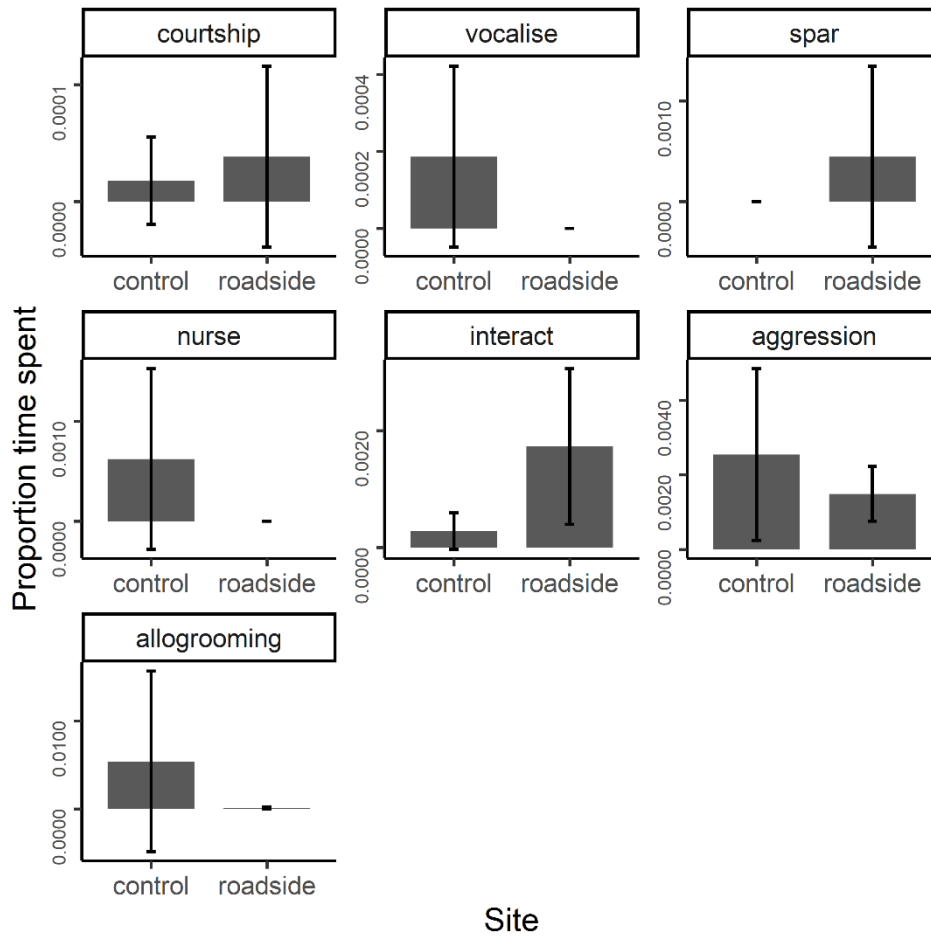 courtship
vocalise
spar
0.0001
0.0000
0.0004
0.0002
0.0000
0.0010
0.0000
control roadside
control roadside
control roadside
Proportion time spent
nurse
interact
aggression
0.0010
0.0000
0.0020
0.0000
0.0040
0.0020
0.0000
control roadside
control roadside
control roadside
allogrooming
0.0100
0.0000
control roadside
Site